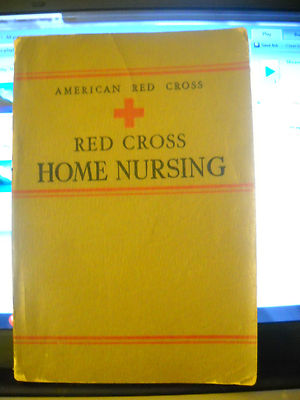 AMERICAN RED CROSS
RED CROSS
HOME NURSING